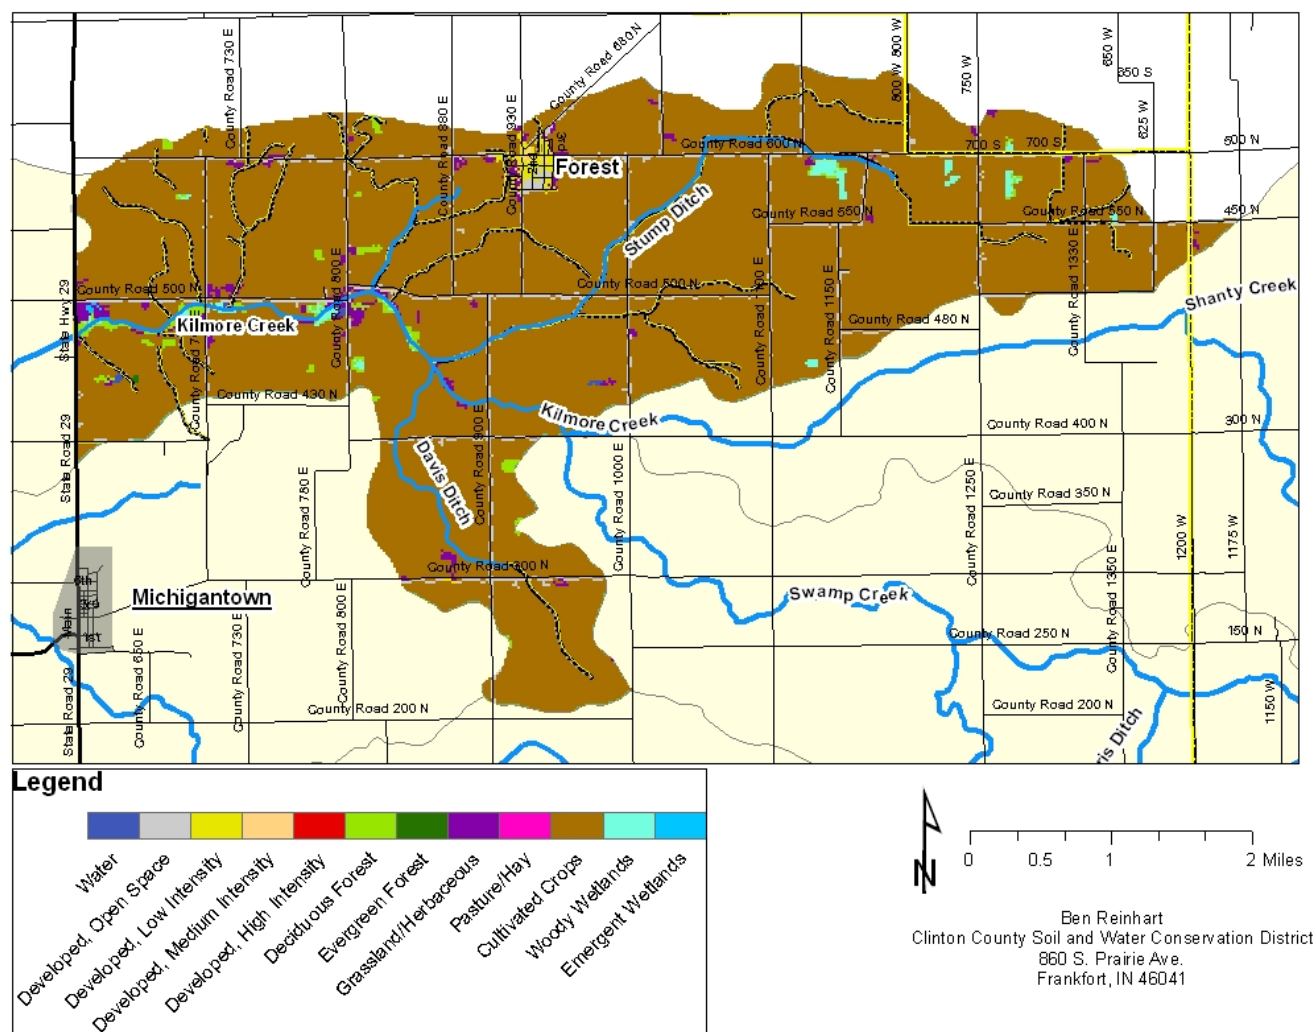 County Road 730 E
County Road 680 N
800 W
800 W
750 W
650 W
350 S
625 W
County Road 880 E
County Road 930 E
3rd
2nd
Forest
County Road 600 N
700 S
700 S
500 N
Stump Ditch
County Road 550 N
County Road 550 N
450 N
County Road 800 E
County Road 500 N
County Road 500 N
County Road 1150 E
County Road 1330 E
State Hwy 29
Kilmore Creek
Shanty Creek
County Road 480 N
County Road 430 N
Kilmore Creek
County Road 400 N
300 N
State Road 29
County Road 900 E
Davis Ditch
County Road 780 E
County Road 1000 E
County Road 1250 E
County Road 350 N
1200 W
1175 W
County Road 300 N
County Road 1350 E
Michigantown
Main
1st
Swamp Creek
County Road 800 E
County Road 730 E
County Road 650 E
State Road 29
County Road 250 N
150 N
County Road 200 N
County Road 200 N
1150 W
ris Ditch
Legend
Water
Developed, Open Space
Developed, Low Intensity
Developed, Medium Intensity
Developed, High Intensity
Deciduous Forest
Evergreen Forest
Grassland/Herbaceous
Pasture/Hay
Cultivated Crops
Woody Wetlands
Emergent Wetlands
N
0 0.5 1 2 Miles
Ben Reinhart
Clinton County Soil and Water Conservation District
860 S. Prairie Ave.
Frankfort, IN 46041